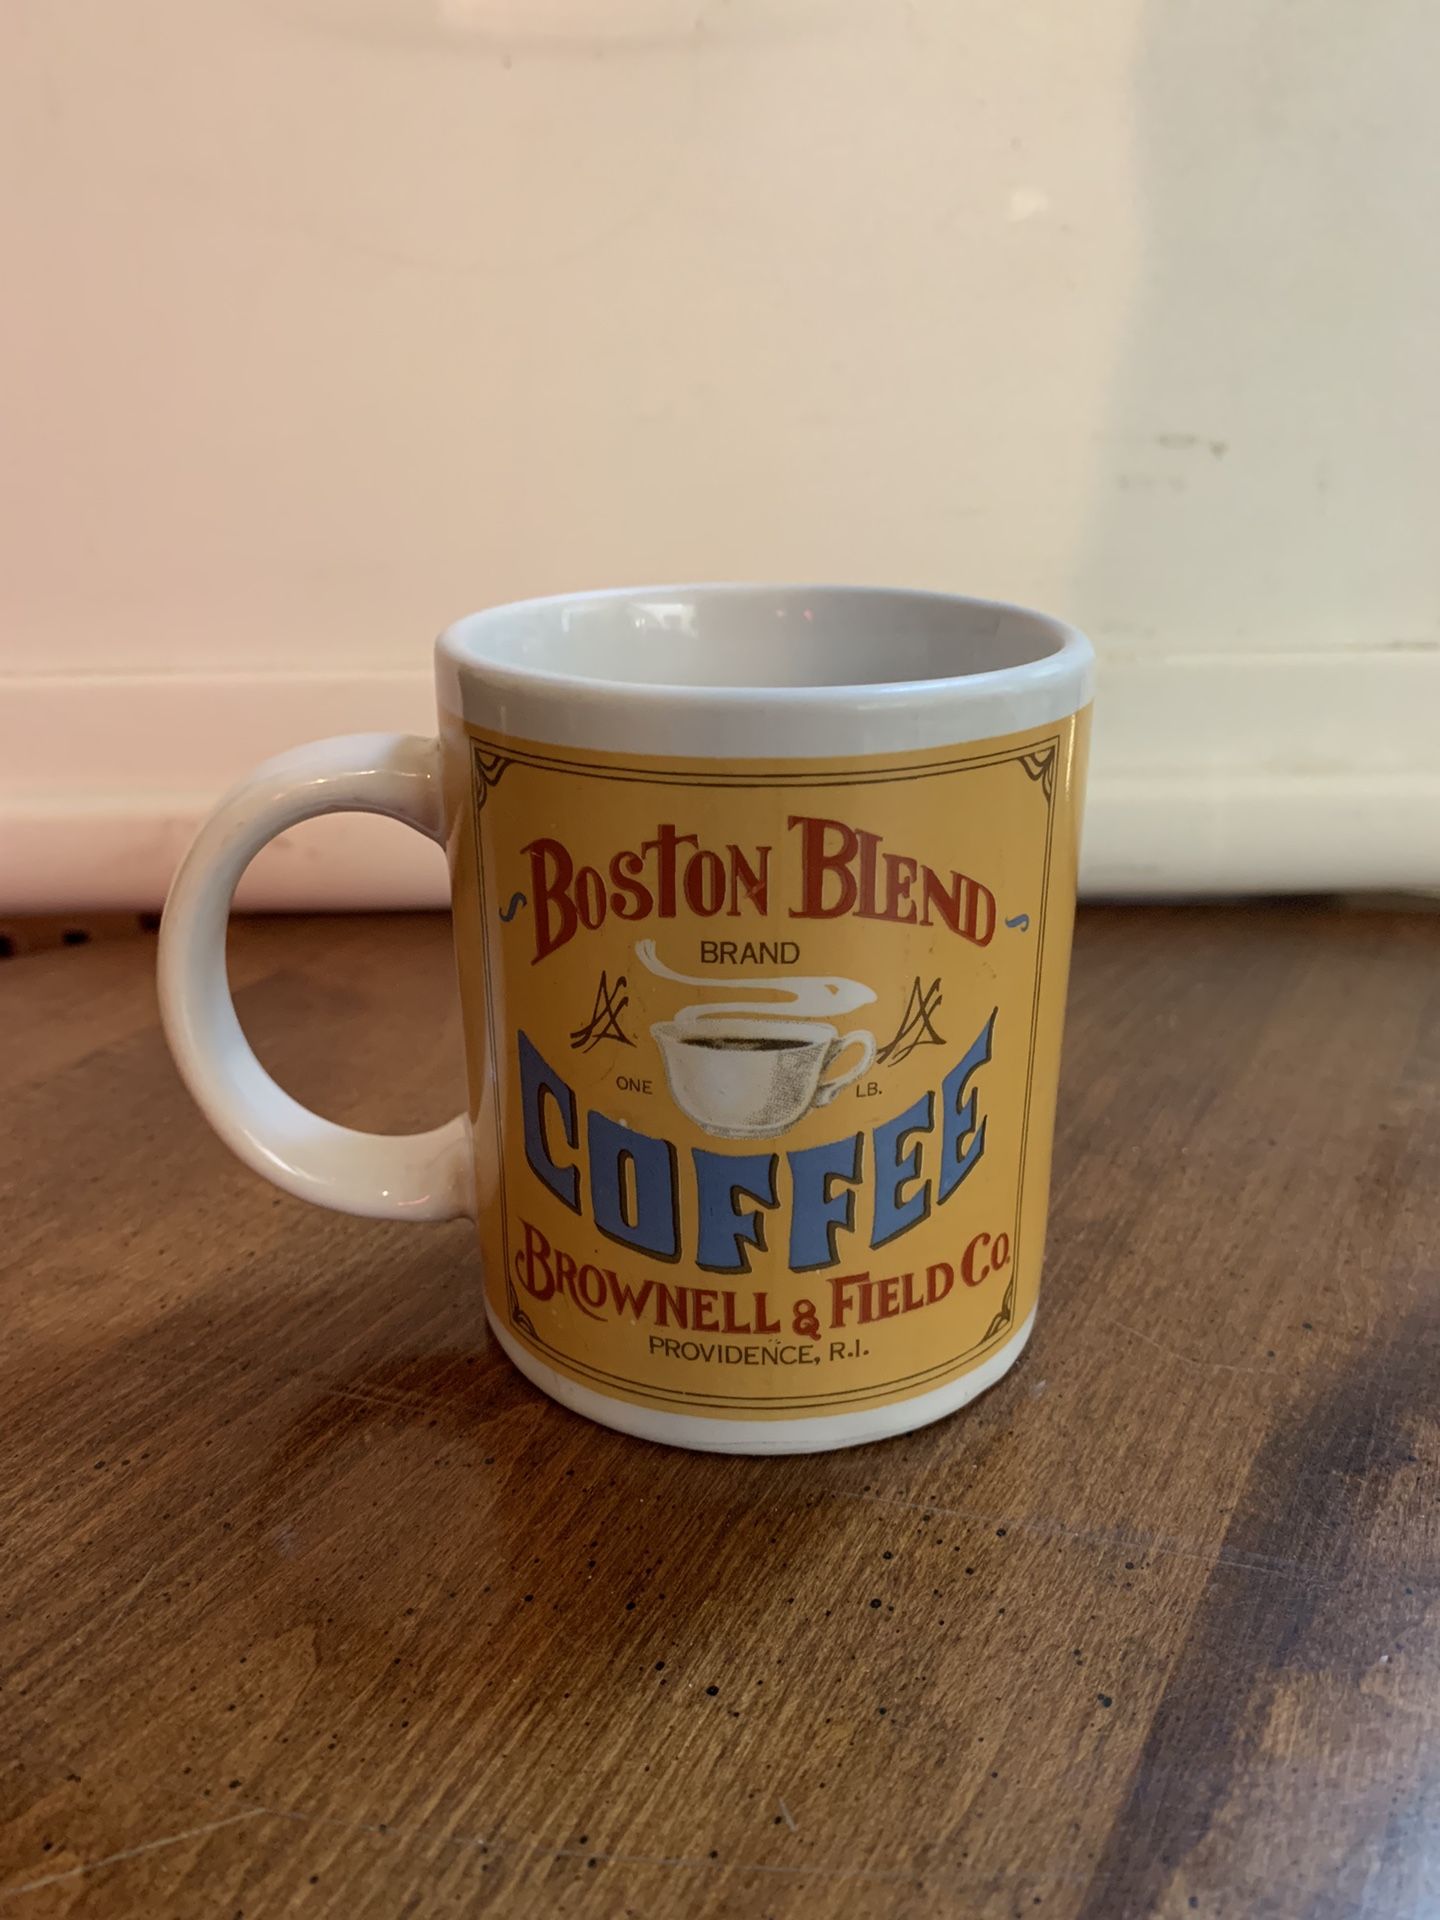 BOSTON BLEND
BRAND
ONE LB.
COFFEE
BROWNELL & FIELD CO.
PROVIDENCE, R.I.